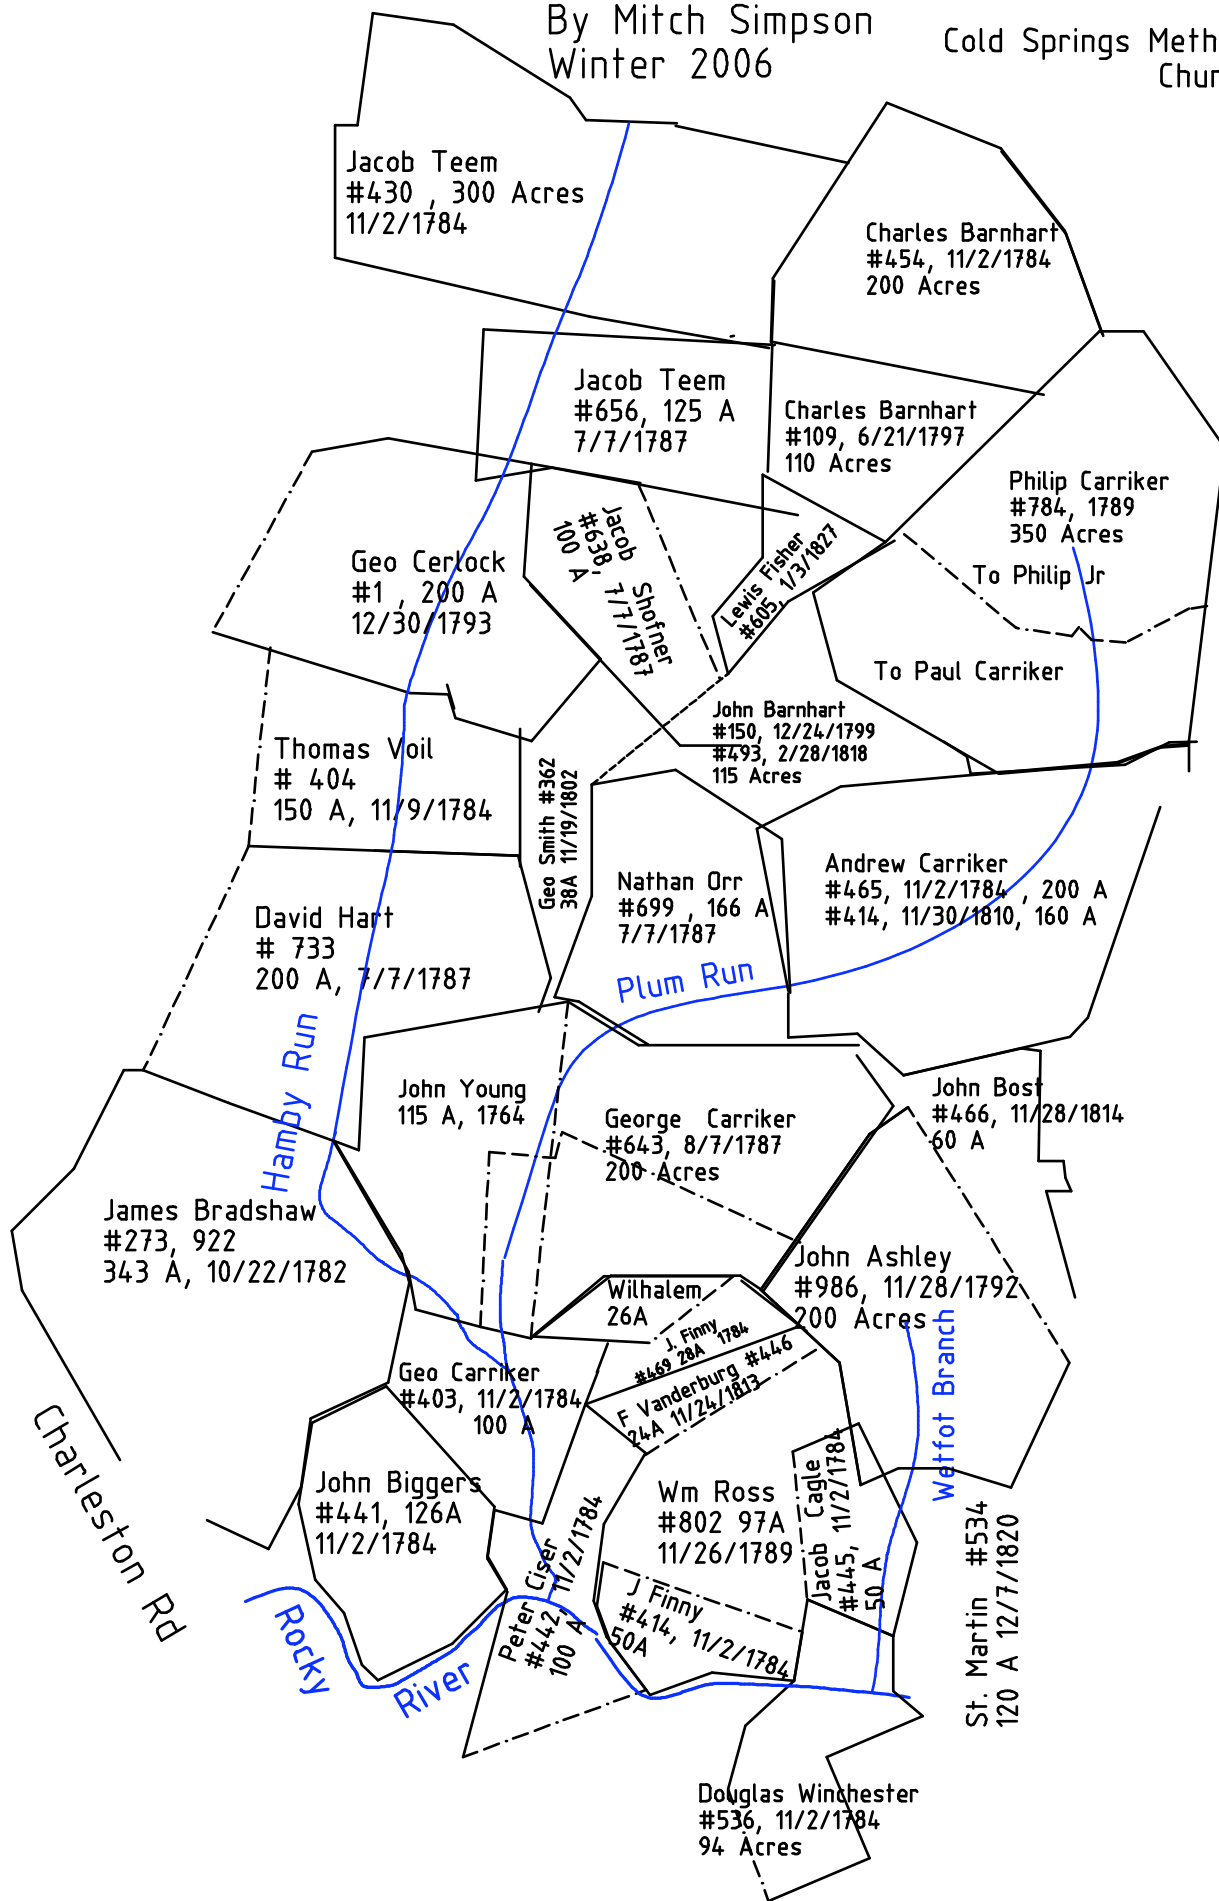 By Mitch Simpson
Winter 2006
Cold Springs Meth
Chur
Jacob Teem
#430 , 300 Acres
11/2/1784
Charles Barnhart
#454, 11/2/1784
200 Acres
Jacob Teem
#656, 125 A
7/7/1787
Charles Barnhart
#109, 6/21/1797
110 Acres
Philip Carriker
#784, 1789
350 Acres
To Philip Jr
To Paul Carriker
Geo Cerlock
#1 , 200 A
12/30/1793
Jacob Shofner
#638, 7/7/1787
100 A
Lewis Fisher
#605, 1/3/1827
John Barnhart
#150, 12/24/1799
#493, 2/28/1818
115 Acres
Thomas Voil
# 404
150 A, 11/9/1784
Geo Smith #362
38A 11/19/1802
Nathan Orr
#699 , 166 A
7/7/1787
Andrew Carriker
#465, 11/2/1784 , 200 A
#414, 11/30/1810, 160 A
David Hart
# 733
200 A, 7/7/1787
Plum Run
Hamby Run
John Young
115 A, 1764
George Carriker
#643, 8/7/1787
200 Acres
John Bost
#466, 11/28/1814
60 A
James Bradshaw
#273, 922
343 A, 10/22/1782
John Ashley
#986, 11/28/1792
200 Acres
Wilhalem
26A
J. Finny
#469 28A 1784
F Vanderburg #446
24A 11/24/1813
Wetfot Branch
Geo Carriker
#403, 11/2/1784
100 A
Charleston Rd
John Biggers
#441, 126A
11/2/1784
Wm Ross
#802 97A
11/26/1789
Jacob Cagle
#445, 11/2/1784
50 A
Peter Ciser
#442, 11/2/1784
100 A
J Finny
#414, 11/2/1784
50A
St. Martin #534
120 A 12/7/1820
Rocky
River
Douglas Winchester
#536, 11/2/1784
94 Acres